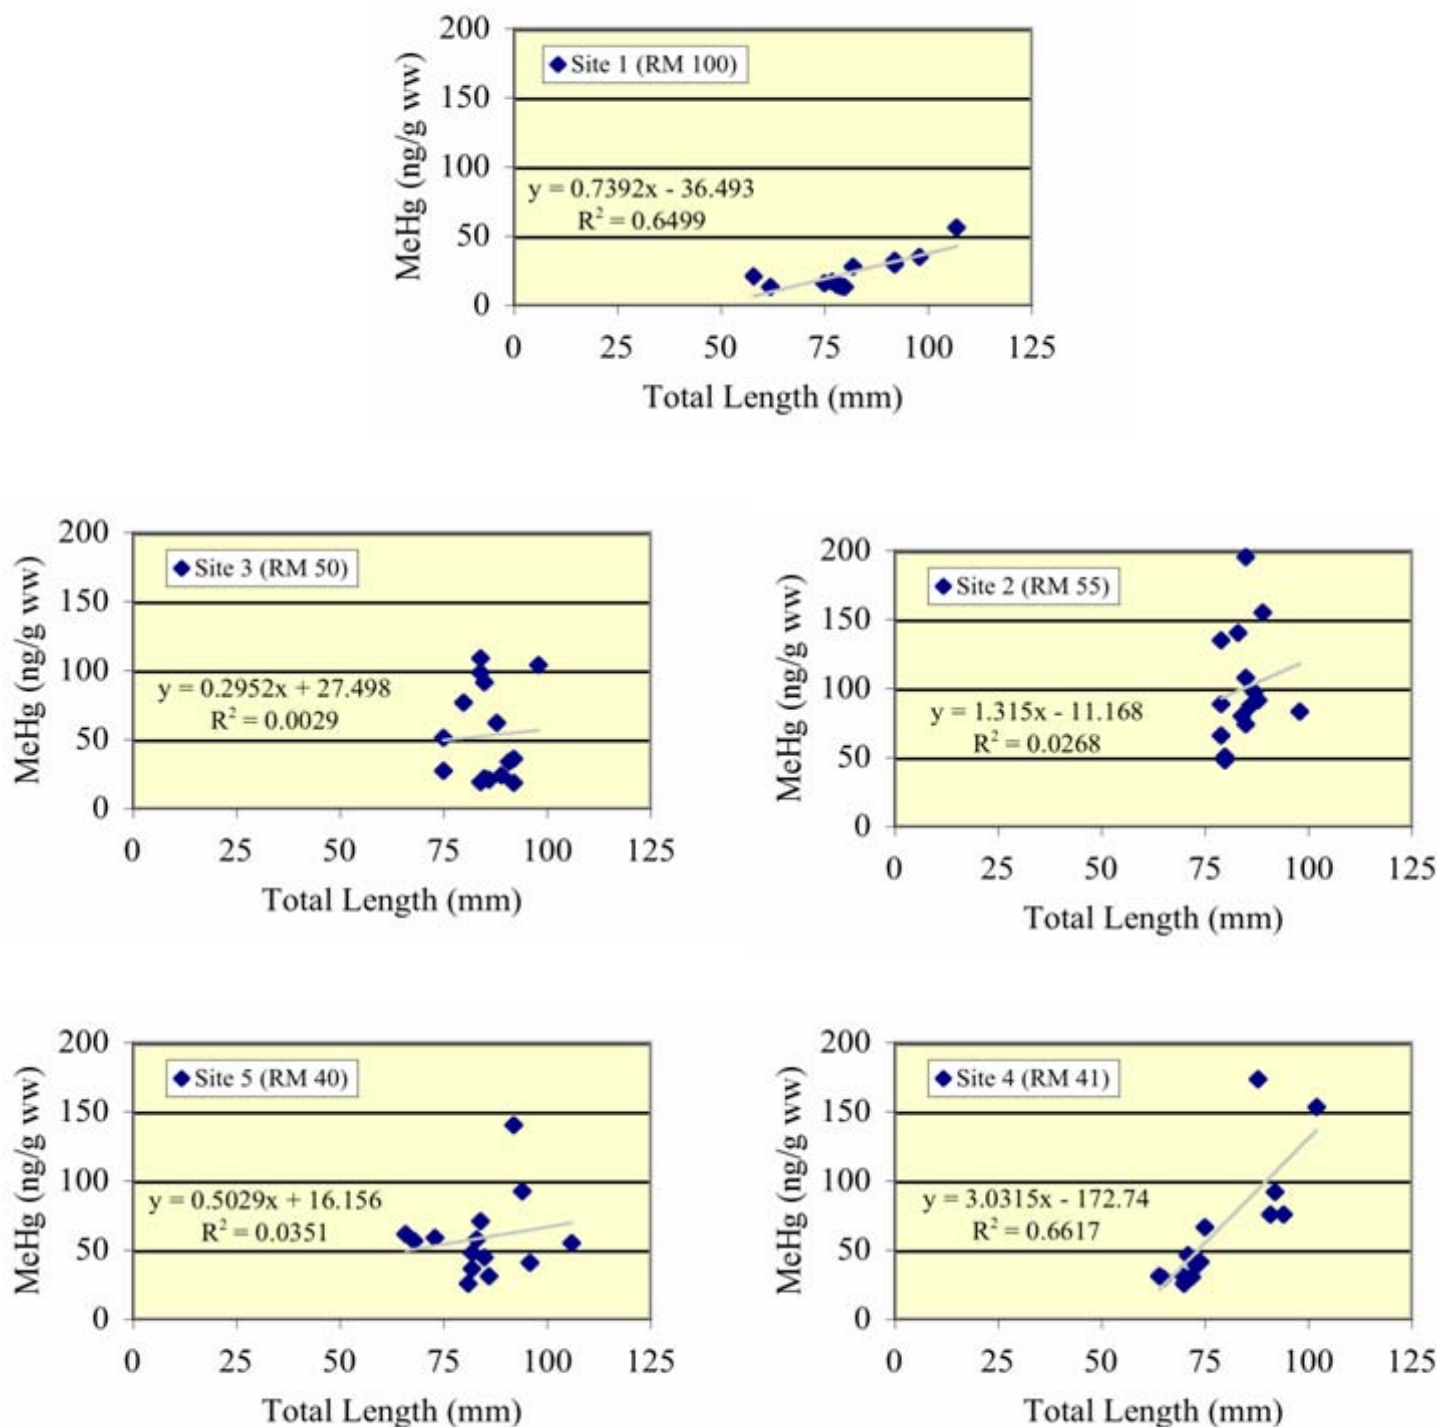 200
Site 1 (RM 100)
150
100
y = 0.7392x - 36.493
R² = 0.6499
50
0
0 25 50 75 100 125
MeHg (ng/g ww)
Total Length (mm)
200
Site 3 (RM 50)
150
100
y = 0.2952x + 27.498
R² = 0.0029
50
0
0 25 50 75 100 125
MeHg (ng/g ww)
Total Length (mm)
200
Site 2 (RM 55)
150
100
y = 1.315x - 11.168
R² = 0.0268
50
0
0 25 50 75 100 125
MeHg (ng/g ww)
Total Length (mm)
200
Site 5 (RM 40)
150
100
y = 0.5029x + 16.156
R² = 0.0351
50
0
0 25 50 75 100 125
MeHg (ng/g ww)
Total Length (mm)
200
Site 4 (RM 41)
150
100
y = 3.0315x - 172.74
R² = 0.6617
50
0
0 25 50 75 100 125
MeHg (ng/g ww)
Total Length (mm)